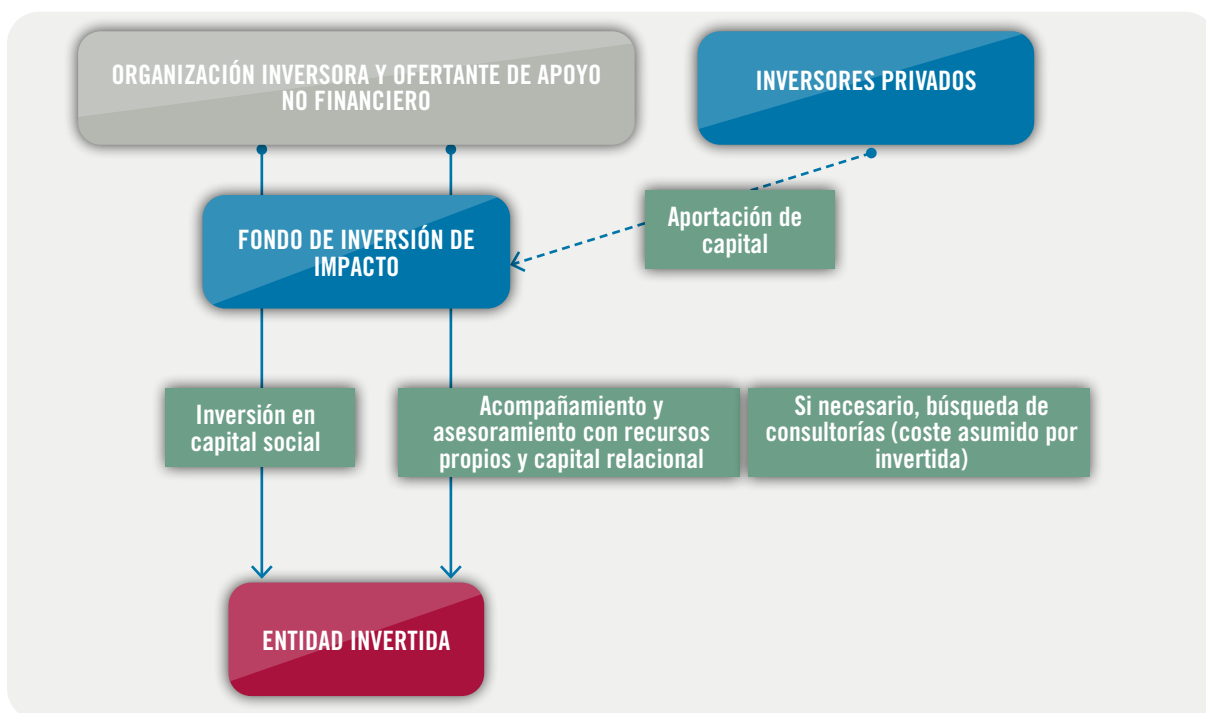 ORGANIZACIÓN INVERSORA Y OFERTANTE DE APOYO
NO FINANCIERO
INVERSORES PRIVADOS
Aportación de
capital
FONDO DE INVERSIÓN DE
IMPACTO
Inversión en
capital social
Acompañamiento y
asesoramiento con recursos
propios y capital relacional
Si necesario, búsqueda de
consultorías (coste asumido por
invertida)
ENTIDAD INVERTIDA